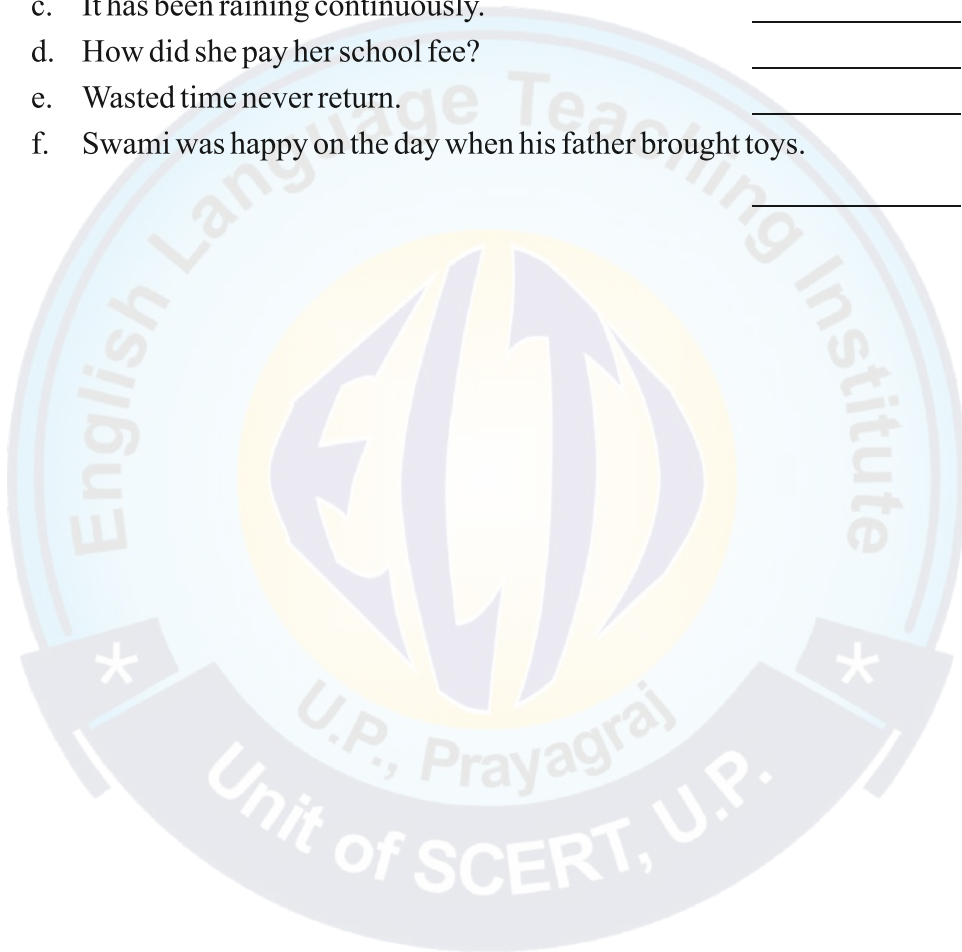 c. It has been raining continuously.
d. How did she pay her school fee?
e. Wasted time never return.
f. Swami was happy on the day when his father brought toys.
English Language Teaching Institute
ELTI
U.P., Prayagraj
Unit of SCERT, U.P.